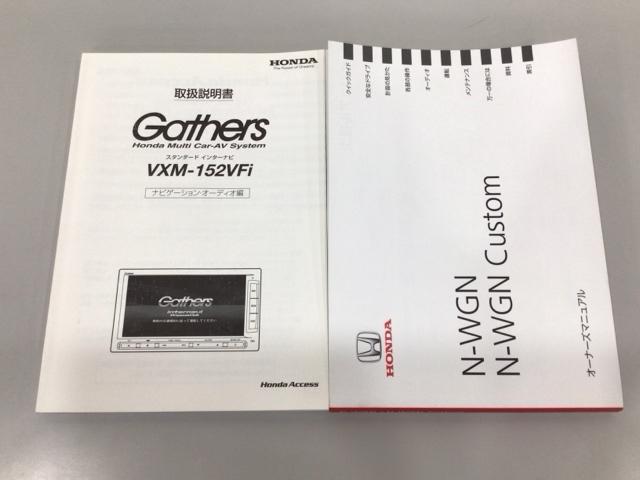 HONDA
The Power of Dreams
取扱説明書
Gathers
Honda Multi Car-AV System
スタンダード インターナビ
VXM-152VFi
ナビゲーション・オーディオ編
Gathers
internavi
Honda Access
クイックガイド
安全なドライブ
計器の見かた
各部の操作
オーディオ
運転
メンテナンス
万一の場合には
資料
索引
N-WGN
N-WGN Custom
オーナーズマニュアル
HONDA